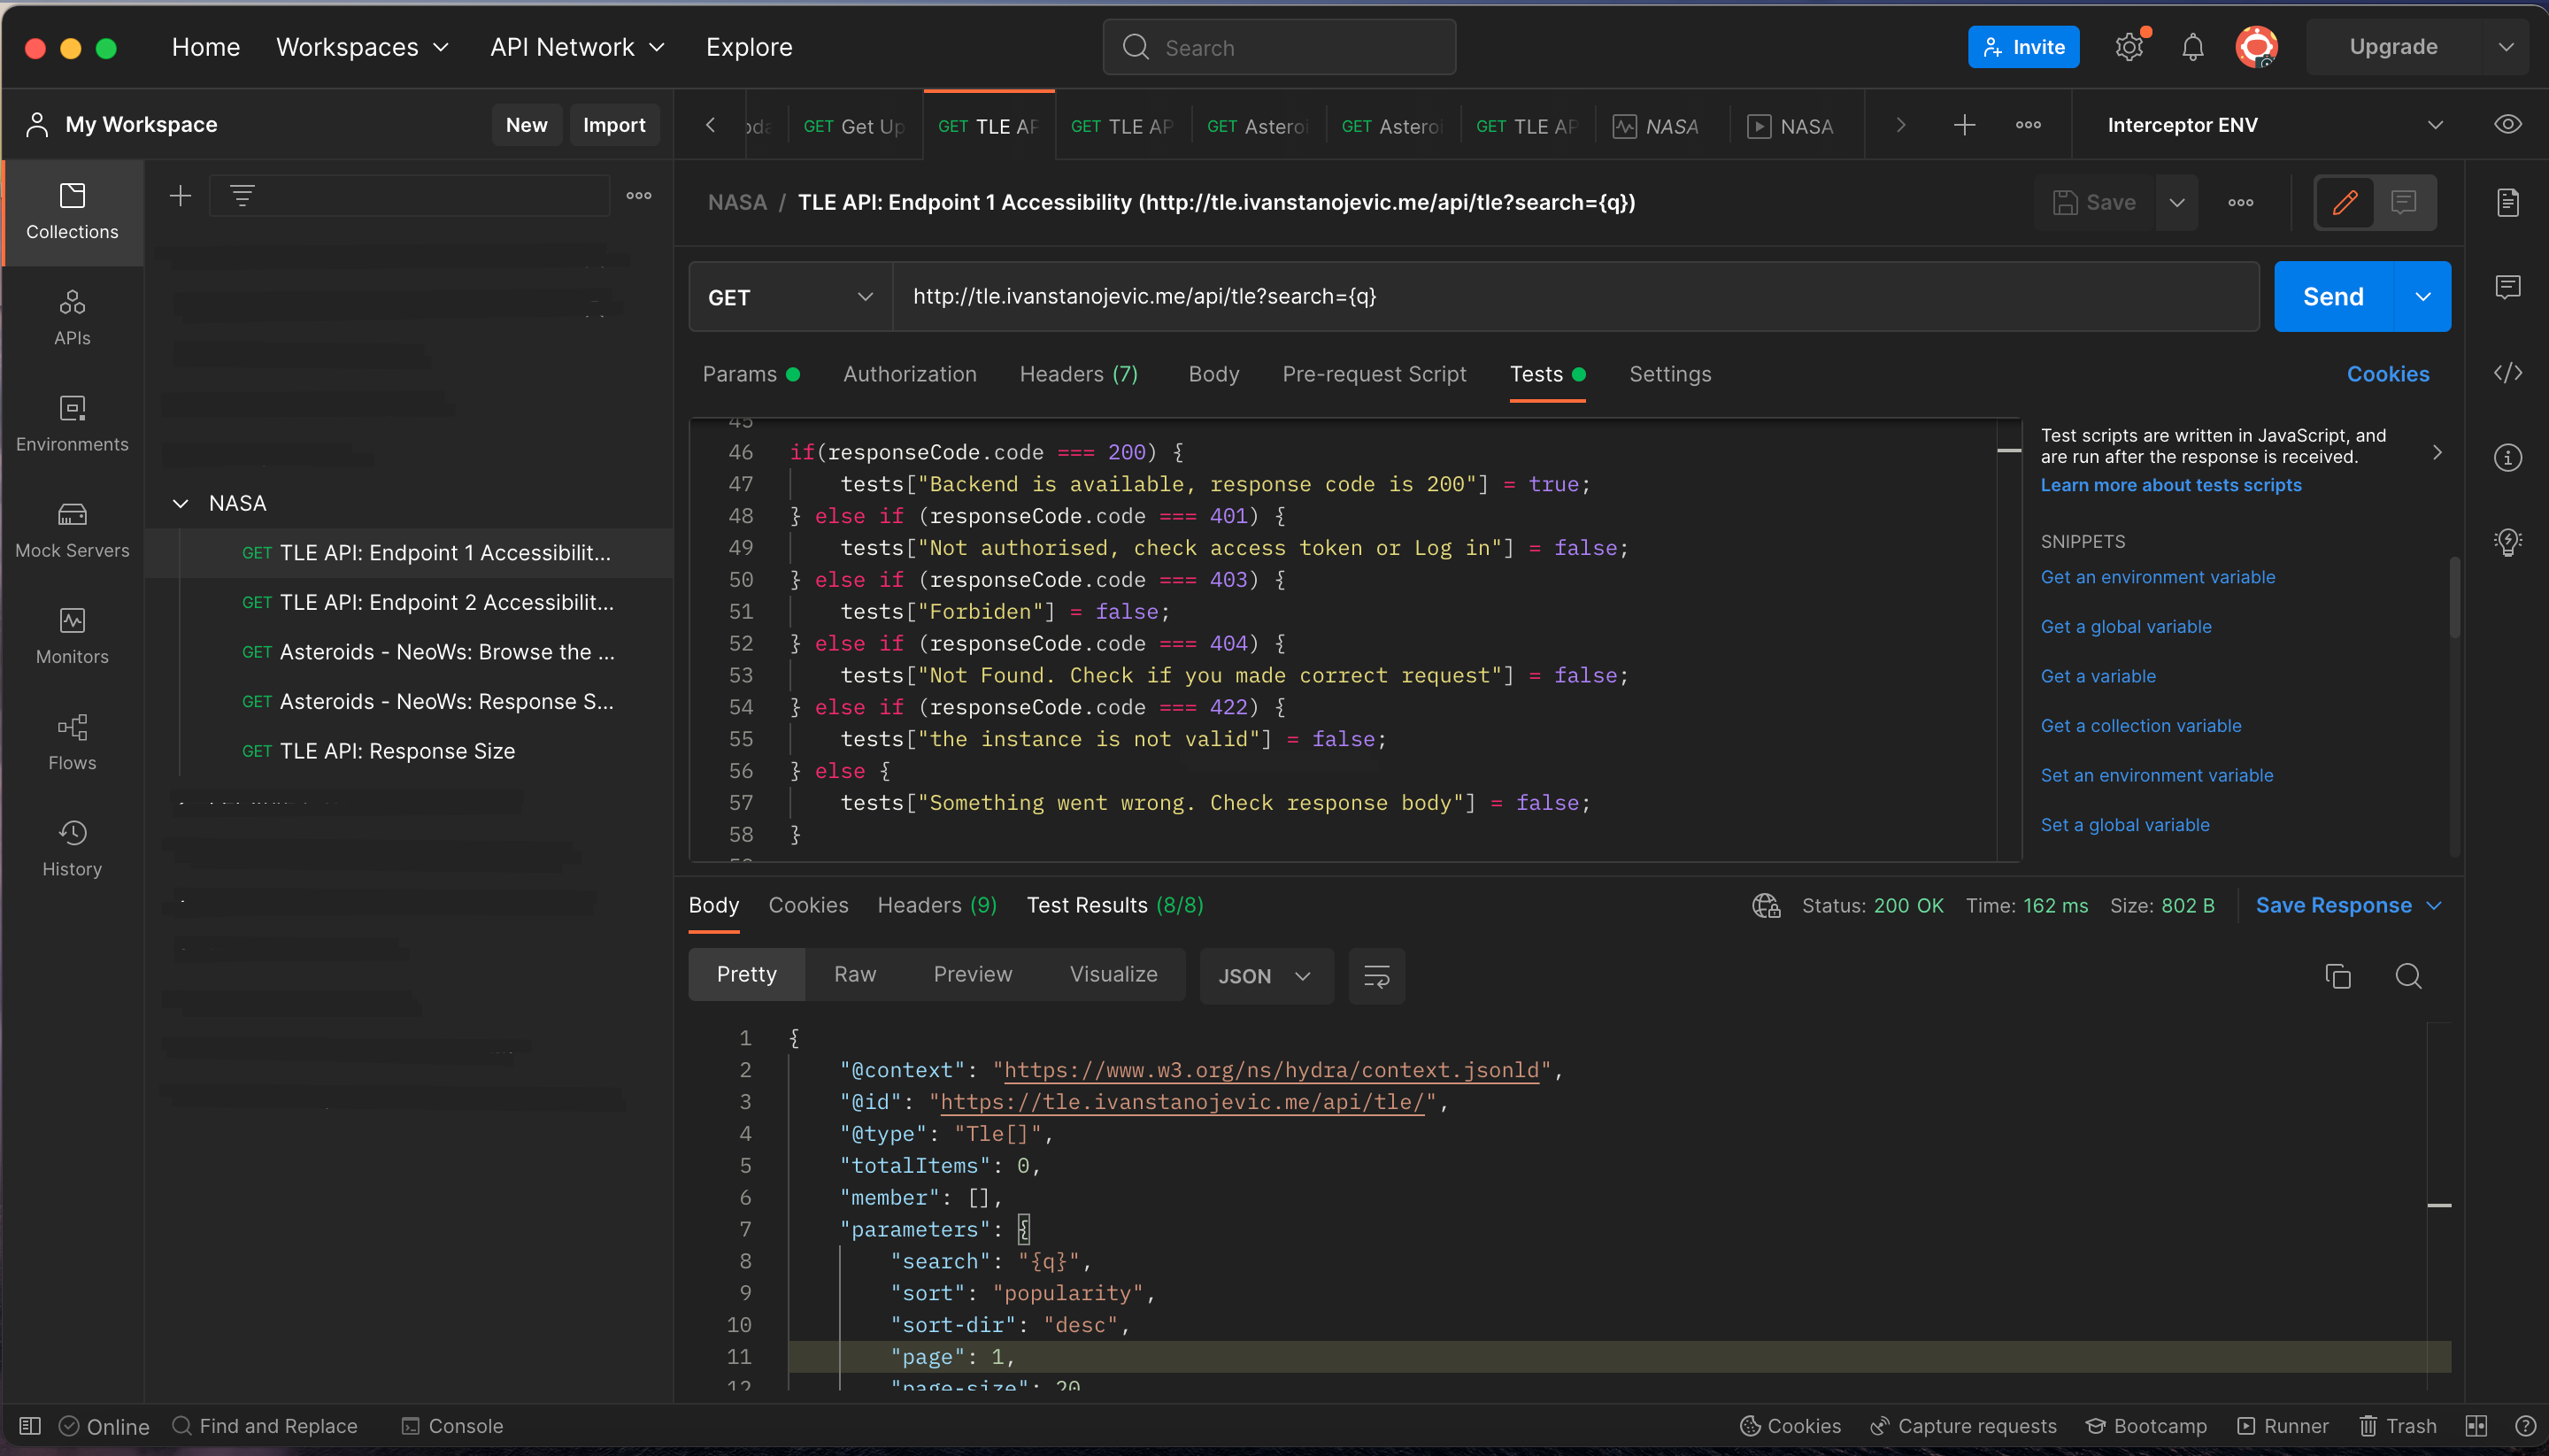 Home Workspaces API Network Explore Search Invite Upgrade
My Workspace New Import
GET Get Up GET TLE AP GET TLE AP GET Asteroi GET Asteroi GET TLE AP NASA NASA Interceptor ENV
Collections
APIs
Environments
Mock Servers
Monitors
Flows
History
NASA
GET TLE API: Endpoint 1 Accessibilit...
GET TLE API: Endpoint 2 Accessibilit...
GET Asteroids - NeoWs: Browse the ...
GET Asteroids - NeoWs: Response S...
GET TLE API: Response Size
NASA / TLE API: Endpoint 1 Accessibility (http://tle.ivanstanojevic.me/api/tle?search={q}) Save
GET http://tle.ivanstanojevic.me/api/tle?search={q} Send
Params Authorization Headers (7) Body Pre-request Script Tests Settings Cookies
45
46 if(responseCode.code === 200) {
47 tests["Backend is available, response code is 200"] = true;
48 } else if (responseCode.code === 401) {
49 tests["Not authorised, check access token or Log in"] = false;
50 } else if (responseCode.code === 403) {
51 tests["Forbiden"] = false;
52 } else if (responseCode.code === 404) {
53 tests["Not Found. Check if you made correct request"] = false;
54 } else if (responseCode.code === 422) {
55 tests["the instance is not valid"] = false;
56 } else {
57 tests["Something went wrong. Check response body"] = false;
58 }
Test scripts are written in JavaScript, and
are run after the response is received.
Learn more about tests scripts
SNIPPETS
Get an environment variable
Get a global variable
Get a variable
Get a collection variable
Set an environment variable
Set a global variable
Body Cookies Headers (9) Test Results (8/8) Status: 200 OK Time: 162 ms Size: 802 B Save Response
Pretty Raw Preview Visualize JSON
1 {
2 "@context": "https://www.w3.org/ns/hydra/context.jsonld",
3 "@id": "https://tle.ivanstanojevic.me/api/tle/",
4 "@type": "Tle[]",
5 "totalItems": 0,
6 "member": [],
7 "parameters": {
8 "search": "{q}",
9 "sort": "popularity",
10 "sort-dir": "desc",
11 "page": 1,
12 "page-size": 20
Online Find and Replace Console Cookies Capture requests Bootcamp Runner Trash